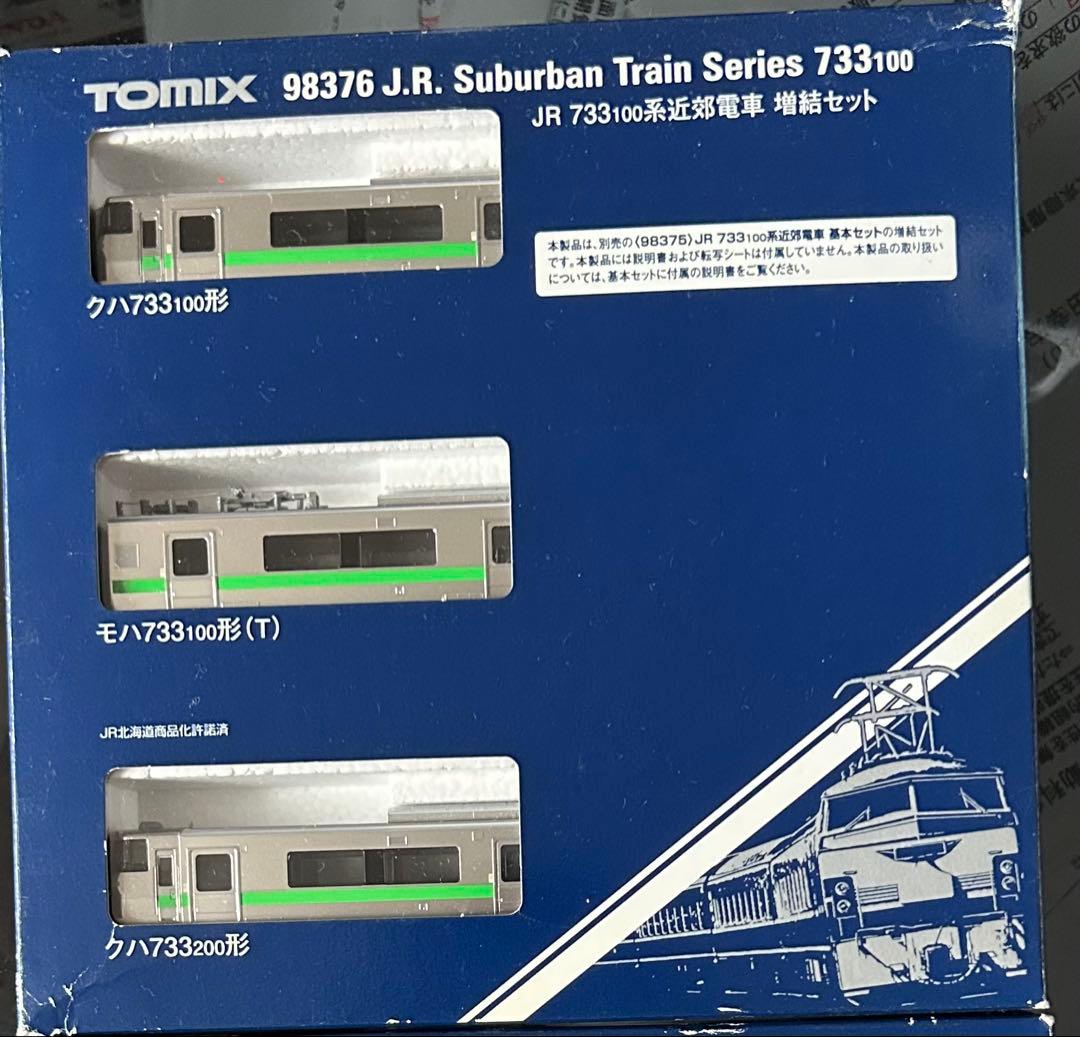 TOMIX 98376 J.R. Suburban Train Series 733100
JR 733100系近郊電車 増結セット
本製品は、別売の〈98375〉JR 733100系近郊電車 基本セットの増結セット
です。本製品には説明書および転写シートは付属していません。本製品の取り扱い
については、基本セットに付属の説明書をご覧ください。
クハ733100形
モハ733100形(T)
JR北海道商品化許諾済
クハ733200形